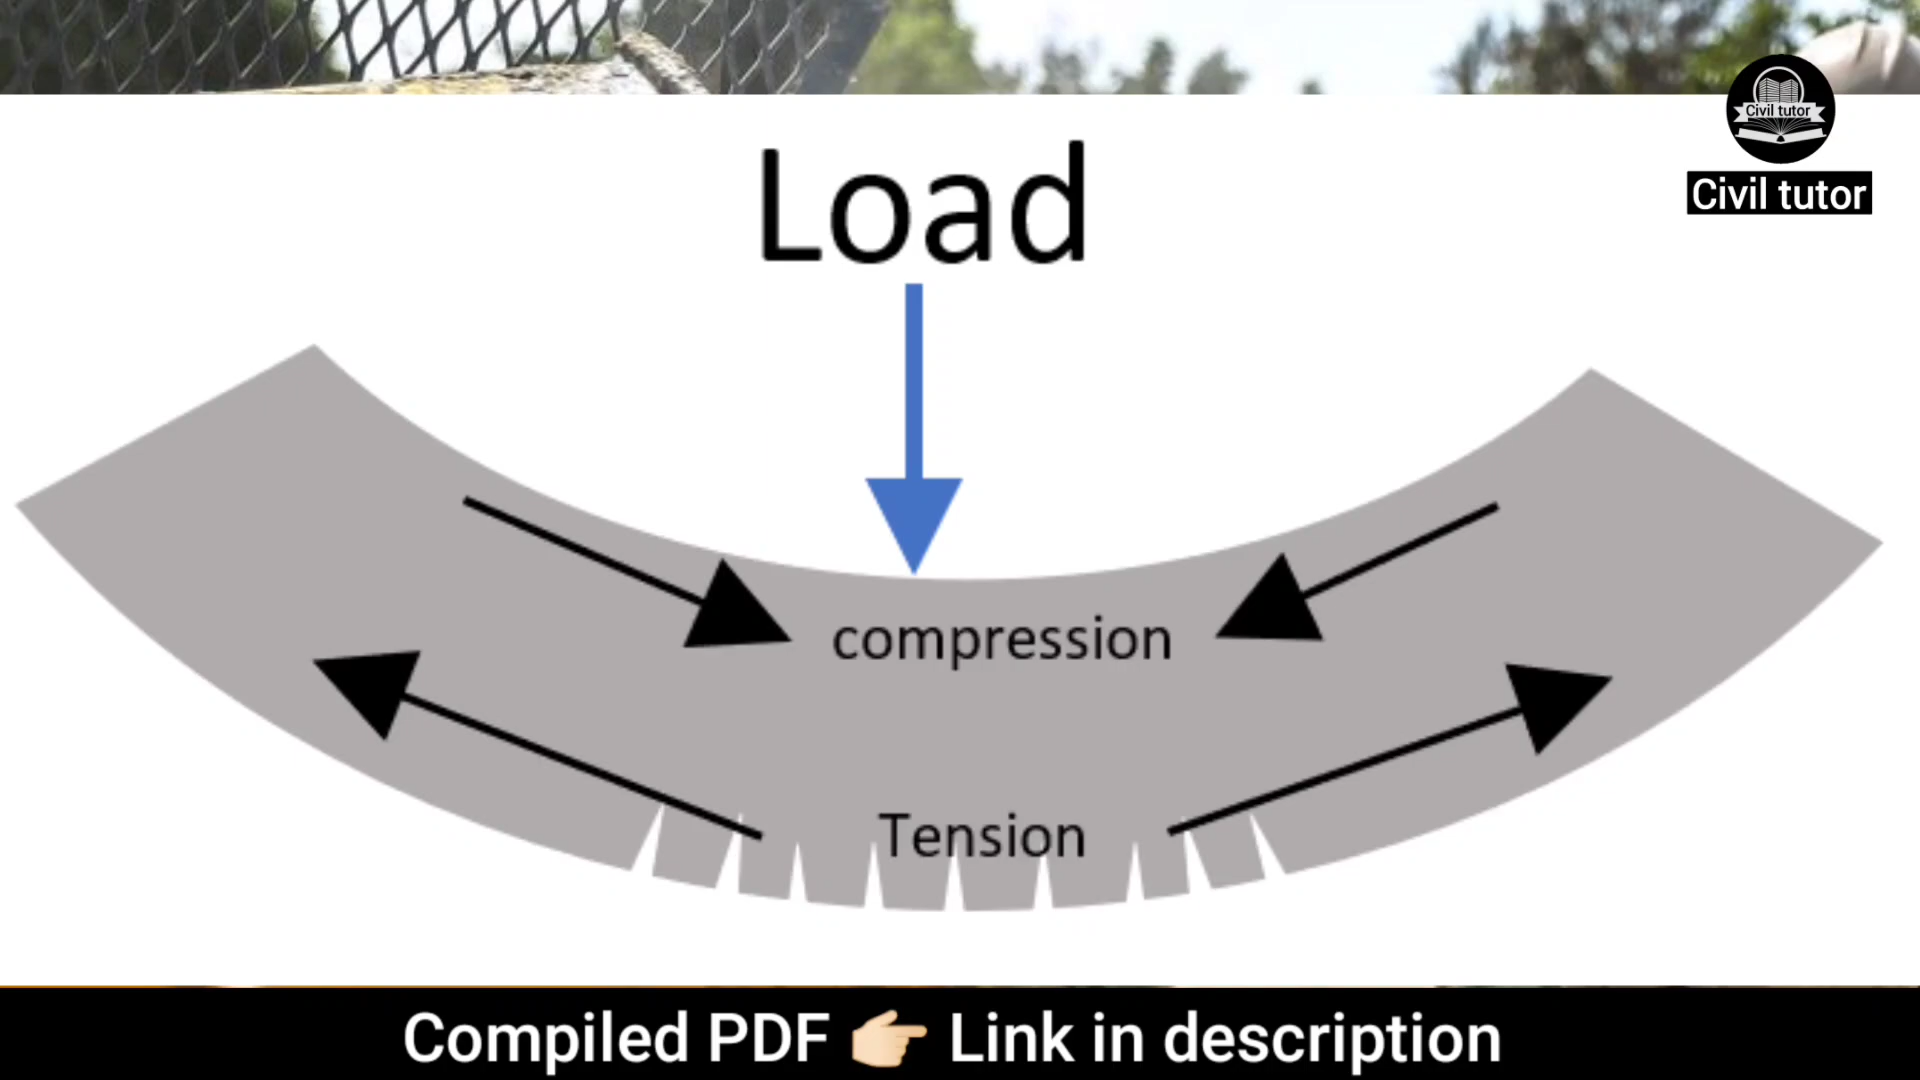 Civil tutor
Civil tutor
Load
compression
Tension
Compiled PDF 👉🏻 Link in description